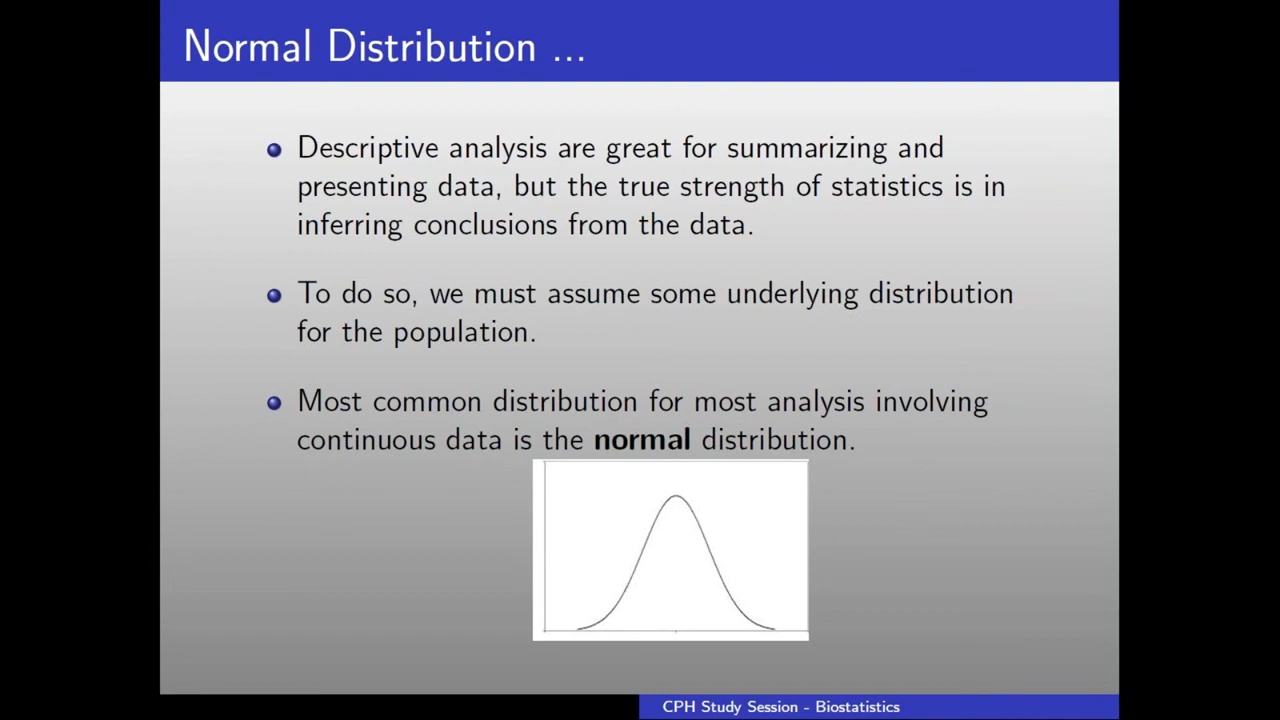 Normal Distribution ...
Descriptive analysis are great for summarizing and
presenting data, but the true strength of statistics is in
inferring conclusions from the data.
To do so, we must assume some underlying distribution
for the population.
Most common distribution for most analysis involving
continuous data is the normal distribution.
CPH Study Session - Biostatistics